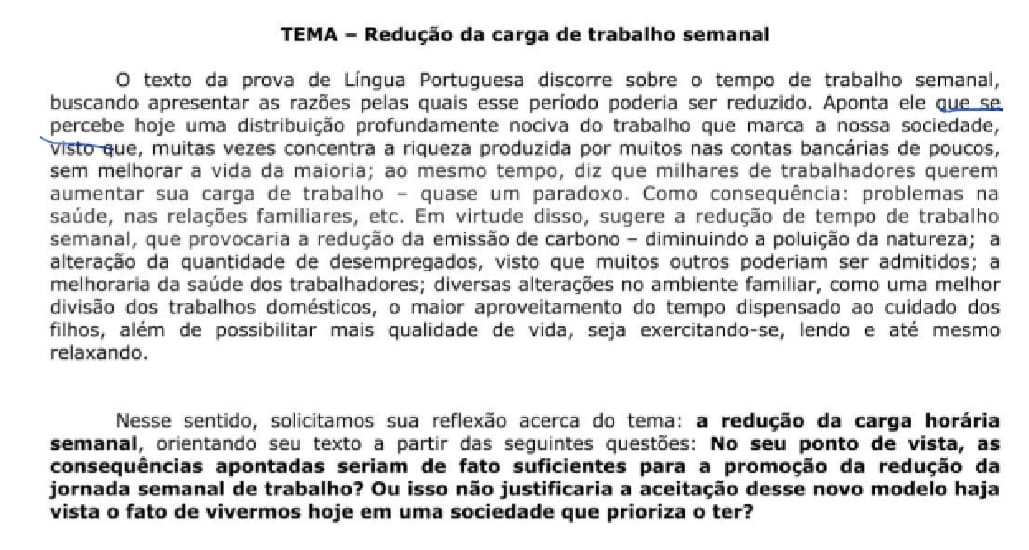 TEMA – Redução da carga de trabalho semanal
O texto da prova de Língua Portuguesa discorre sobre o tempo de trabalho semanal,
buscando apresentar as razões pelas quais esse período poderia ser reduzido. Aponta ele que se
percebe hoje uma distribuição profundamente nociva do trabalho que marca a nossa sociedade,
visto que, muitas vezes concentra a riqueza produzida por muitos nas contas bancárias de poucos,
sem melhorar a vida da maioria; ao mesmo tempo, diz que milhares de trabalhadores querem
aumentar sua carga de trabalho – quase um paradoxo. Como consequência: problemas na
saúde, nas relações familiares, etc. Em virtude disso, sugere a redução de tempo de trabalho
semanal, que provocaria a redução da emissão de carbono – diminuindo a poluição da natureza; a
alteração da quantidade de desempregados, visto que muitos outros poderiam ser admitidos; a
melhoraria da saúde dos trabalhadores; diversas alterações no ambiente familiar, como uma melhor
divisão dos trabalhos domésticos, o maior aproveitamento do tempo dispensado ao cuidado dos
filhos, além de possibilitar mais qualidade de vida, seja exercitando-se, lendo e até mesmo
relaxando.
Nesse sentido, solicitamos sua reflexão acerca do tema: a redução da carga horária
semanal, orientando seu texto a partir das seguintes questões: No seu ponto de vista, as
consequências apontadas seriam de fato suficientes para a promoção da redução da
jornada semanal de trabalho? Ou isso não justificaria a aceitação desse novo modelo haja
vista o fato de vivermos hoje em uma sociedade que prioriza o ter?